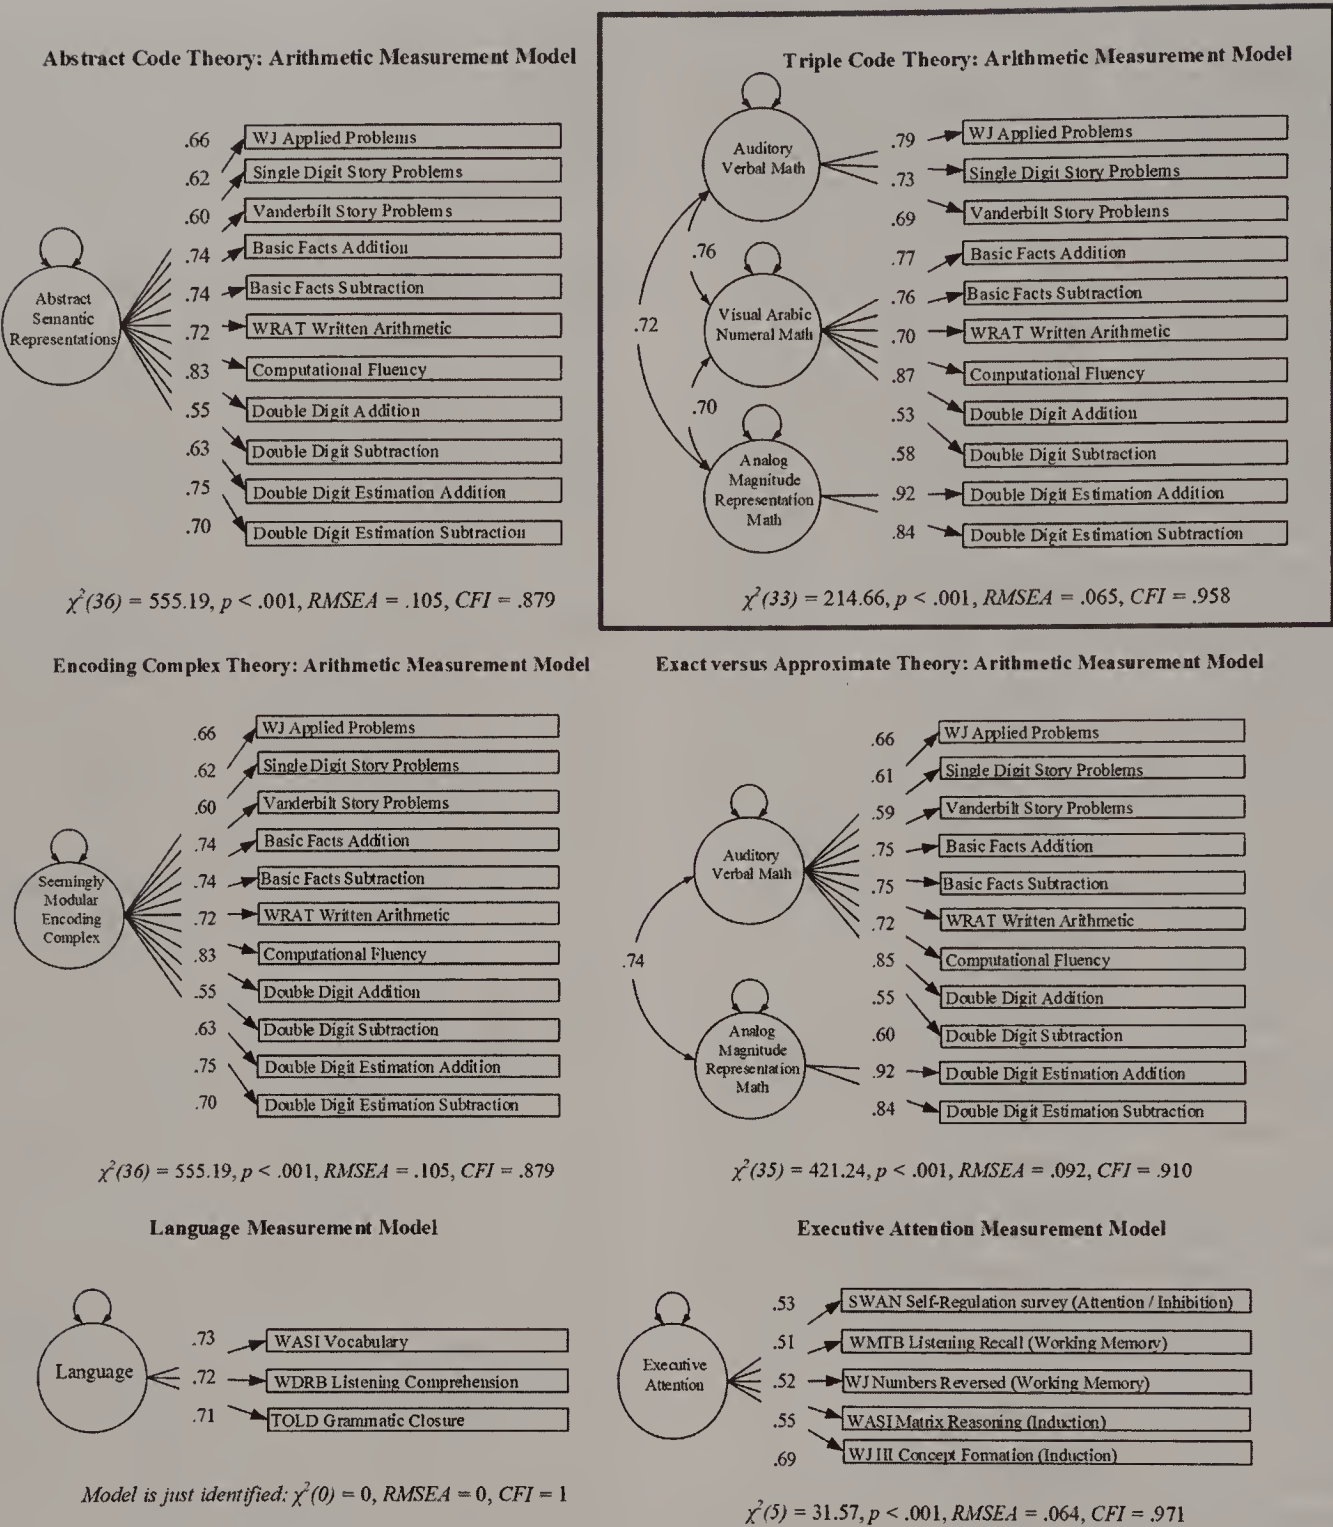 Abstract Code Theory: Arithmetic Measurement Model
.66 WJ Applied Problems
.62 Single Digit Story Problems
.60 Vanderbilt Story Problems
.74 Basic Facts Addition
.74 Basic Facts Subtraction
.72 WRAT Written Arithmetic
.83 Computational Fluency
.55 Double Digit Addition
.63 Double Digit Subtraction
.75 Double Digit Estimation Addition
.70 Double Digit Estimation Subtraction
Abstract
Semantic
Representations
χ²(36) = 555.19, p < .001, RMSEA = .105, CFI = .879
Triple Code Theory: Arithmetic Measurement Model
Auditory
Verbal Math
.79 WJ Applied Problems
.73 Single Digit Story Problems
.69 Vanderbilt Story Problems
.76
.72
Visual Arabic
Numeral Math
.77 Basic Facts Addition
.76 Basic Facts Subtraction
.70 WRAT Written Arithmetic
.87 Computational Fluency
.53 Double Digit Addition
.58 Double Digit Subtraction
.70
Analog
Magnitude
Representation
Math
.92 Double Digit Estimation Addition
.84 Double Digit Estimation Subtraction
χ²(33) = 214.66, p < .001, RMSEA = .065, CFI = .958
Encoding Complex Theory: Arithmetic Measurement Model
.66 WJ Applied Problems
.62 Single Digit Story Problems
.60 Vanderbilt Story Problems
.74 Basic Facts Addition
.74 Basic Facts Subtraction
.72 WRAT Written Arithmetic
.83 Computational Fluency
.55 Double Digit Addition
.63 Double Digit Subtraction
.75 Double Digit Estimation Addition
.70 Double Digit Estimation Subtraction
Seemingly
Modular
Encoding
Complex
χ²(36) = 555.19, p < .001, RMSEA = .105, CFI = .879
Exact versus Approximate Theory: Arithmetic Measurement Model
.66 WJ Applied Problems
.61 Single Digit Story Problems
.59 Vanderbilt Story Problems
.75 Basic Facts Addition
.75 Basic Facts Subtraction
.72 WRAT Written Arithmetic
.85 Computational Fluency
.55 Double Digit Addition
.60 Double Digit Subtraction
.92 Double Digit Estimation Addition
.84 Double Digit Estimation Subtraction
Auditory
Verbal Math
.74
Analog
Magnitude
Representation
Math
χ²(35) = 421.24, p < .001, RMSEA = .092, CFI = .910
Language Measurement Model
Language
.73 WASI Vocabulary
.72 WDRB Listening Comprehension
.71 TOLD Grammatic Closure
Model is just identified: χ²(0) = 0, RMSEA = 0, CFI = 1
Executive Attention Measurement Model
Executive
Attention
.53 SWAN Self-Regulation survey (Attention / Inhibition)
.51 WMTB Listening Recall (Working Memory)
.52 WJ Numbers Reversed (Working Memory)
.55 WASI Matrix Reasoning (Induction)
.69 WJ III Concept Formation (Induction)
χ²(5) = 31.57, p < .001, RMSEA = .064, CFI = .971